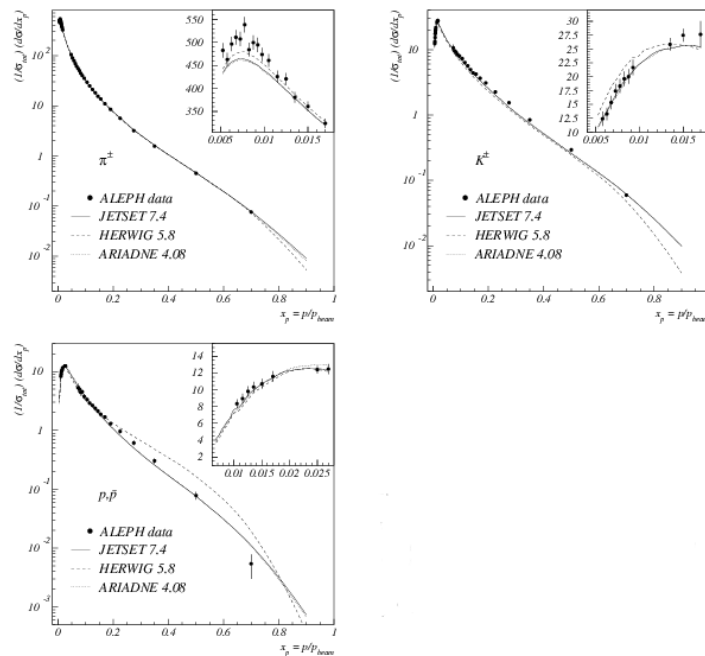 (1/σtot) (dσ/dxp)
10²
10
1
10⁻¹
10⁻²
550
500
450
400
350
0.005 0.01 0.015
π±
ALEPH data
JETSET 7.4
HERWIG 5.8
ARIADNE 4.08
0 0.2 0.4 0.6 0.8 1
xp = p/pbeam
(1/σtot) (dσ/dxp)
10
1
10⁻¹
10⁻²
27.5
25
22.5
20
17.5
15
12.5
10
0.005 0.01 0.015
K±
ALEPH data
JETSET 7.4
HERWIG 5.8
ARIADNE 4.08
0 0.2 0.4 0.6 0.8
xp = p/pbeam
(1/σtot) (dσ/dxp)
10
1
10⁻¹
10⁻²
10⁻³
14
12
10
8
6
4
2
0.01 0.015 0.02 0.025
p,p̄
ALEPH data
JETSET 7.4
HERWIG 5.8
ARIADNE 4.08
0 0.2 0.4 0.6 0.8 1
xp = p/pbeam